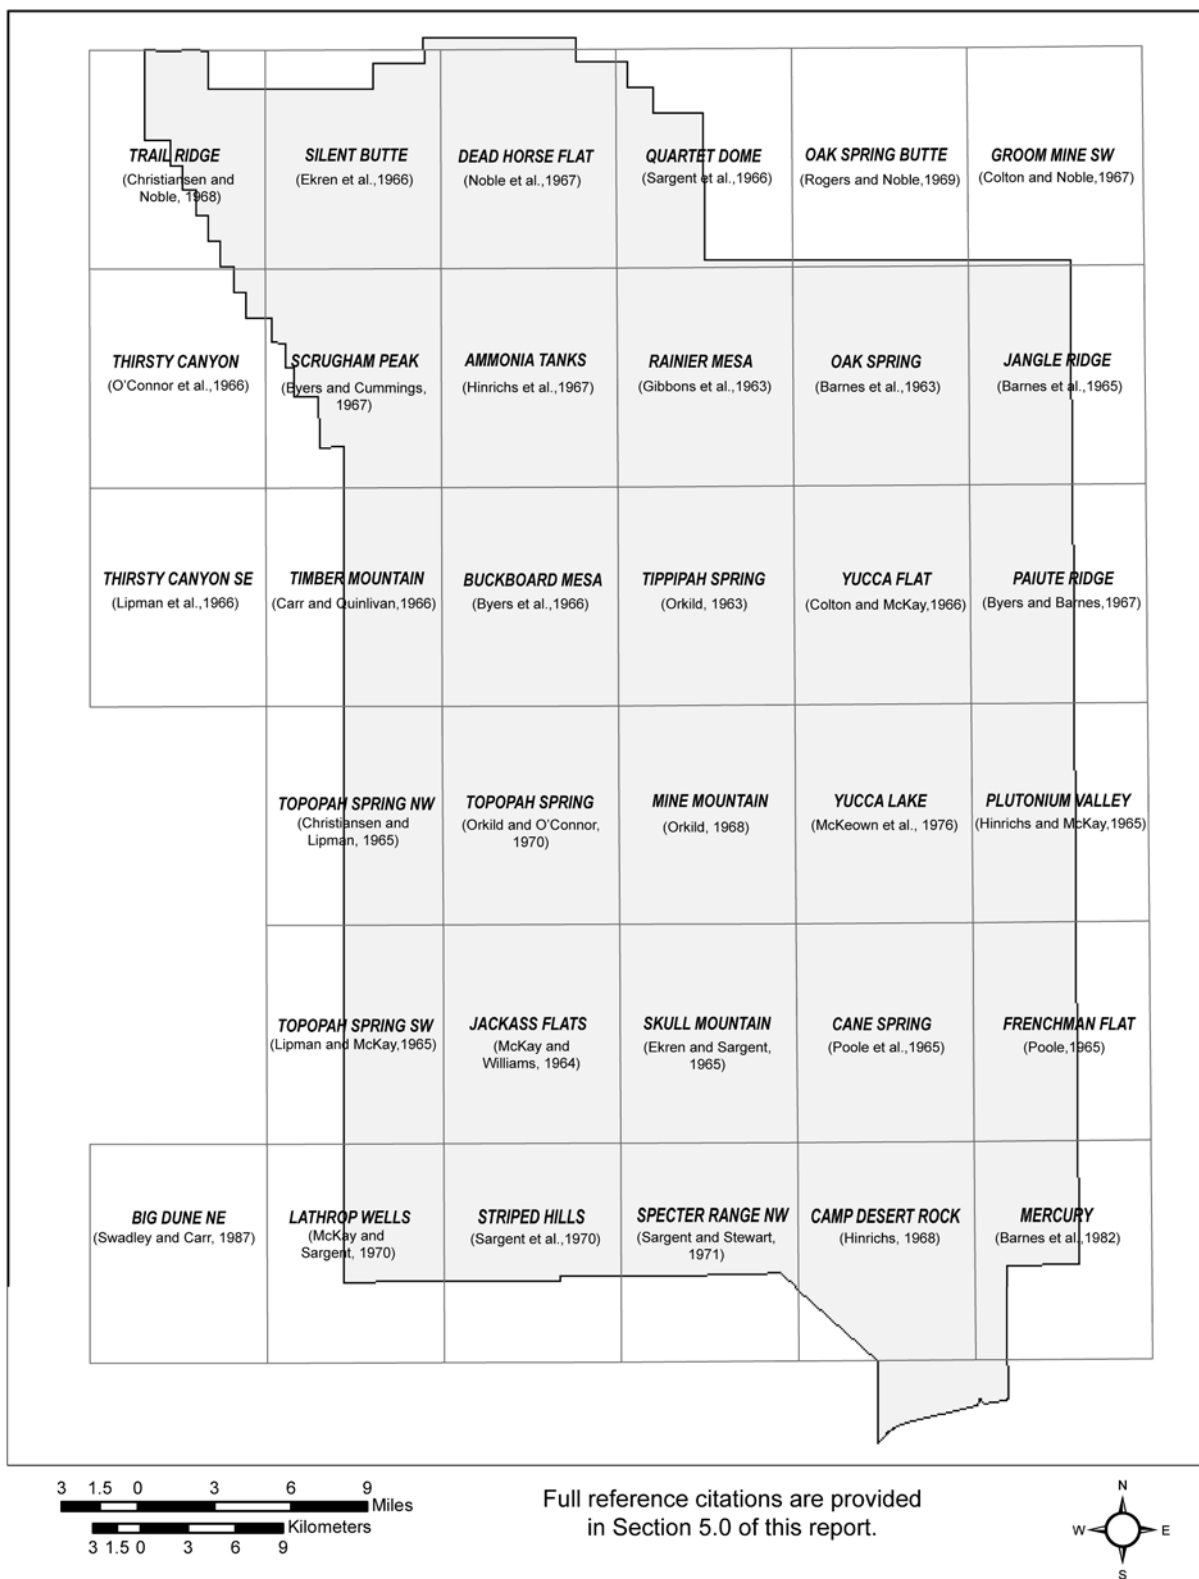 TRAIL RIDGE
(Christiansen and
Noble, 1968)
SILENT BUTTE
(Ekren et al.,1966)
DEAD HORSE FLAT
(Noble et al.,1967)
QUARTET DOME
(Sargent et al.,1966)
OAK SPRING BUTTE
(Rogers and Noble,1969)
GROOM MINE SW
(Colton and Noble,1967)
THIRSTY CANYON
(O'Connor et al.,1966)
SCRUGHAM PEAK
(Byers and Cummings,
1967)
AMMONIA TANKS
(Hinrichs et al.,1967)
RAINIER MESA
(Gibbons et al.,1963)
OAK SPRING
(Barnes et al.,1963)
JANGLE RIDGE
(Barnes et al.,1965)
THIRSTY CANYON SE
(Lipman et al.,1966)
TIMBER MOUNTAIN
(Carr and Quinlivan,1966)
BUCKBOARD MESA
(Byers et al.,1966)
TIPPIPAH SPRING
(Orkild, 1963)
YUCCA FLAT
(Colton and McKay,1966)
PAIUTE RIDGE
(Byers and Barnes,1967)
TOPOPAH SPRING NW
(Christiansen and
Lipman, 1965)
TOPOPAH SPRING
(Orkild and O'Connor,
1970)
MINE MOUNTAIN
(Orkild, 1968)
YUCCA LAKE
(McKeown et al., 1976)
PLUTONIUM VALLEY
(Hinrichs and McKay,1965)
TOPOPAH SPRING SW
(Lipman and McKay,1965)
JACKASS FLATS
(McKay and
Williams, 1964)
SKULL MOUNTAIN
(Ekren and Sargent,
1965)
CANE SPRING
(Poole et al.,1965)
FRENCHMAN FLAT
(Poole,1965)
BIG DUNE NE
(Swadley and Carr, 1987)
LATHROP WELLS
(McKay and
Sargent, 1970)
STRIPED HILLS
(Sargent et al.,1970)
SPECTER RANGE NW
(Sargent and Stewart,
1971)
CAMP DESERT ROCK
(Hinrichs, 1968)
MERCURY
(Barnes et al.,1982)
3 1.5 0 3 6 9
Miles
Kilometers
3 1.5 0 3 6 9
Full reference citations are provided
in Section 5.0 of this report.
N
W E
S